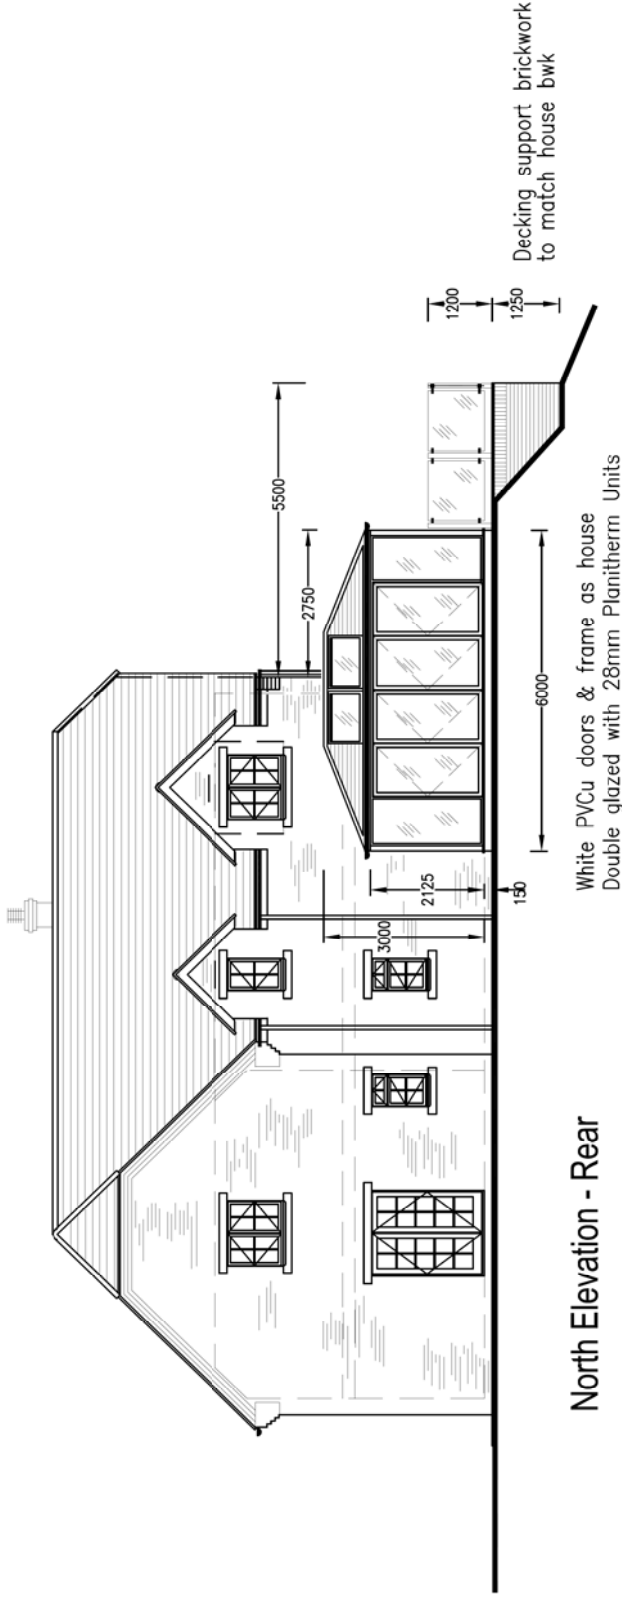 5500
2750
1200
1250
Decking support brickwork
to match house bwk
3000
2125
150
6000
White PVCu doors & frame as house
Double glazed with 28mm Planitherm Units
North Elevation - Rear